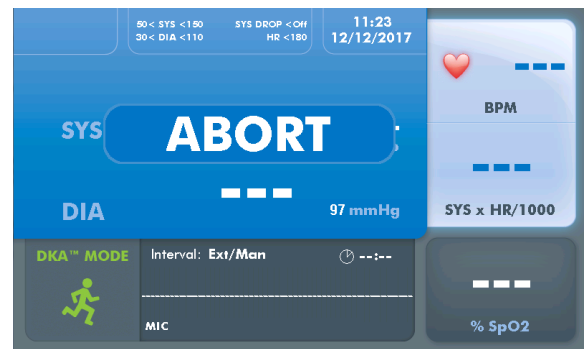 50< SYS <150 SYS DROP <Off
30< DIA <110 HR <180
11:23
12/12/2017
---
BPM
SYS
ABORT
---
SYS x HR/1000
---
DIA
97 mmHg
DKA™ MODE
Interval: Ext/Man
--:--
MIC
---
% SpO2